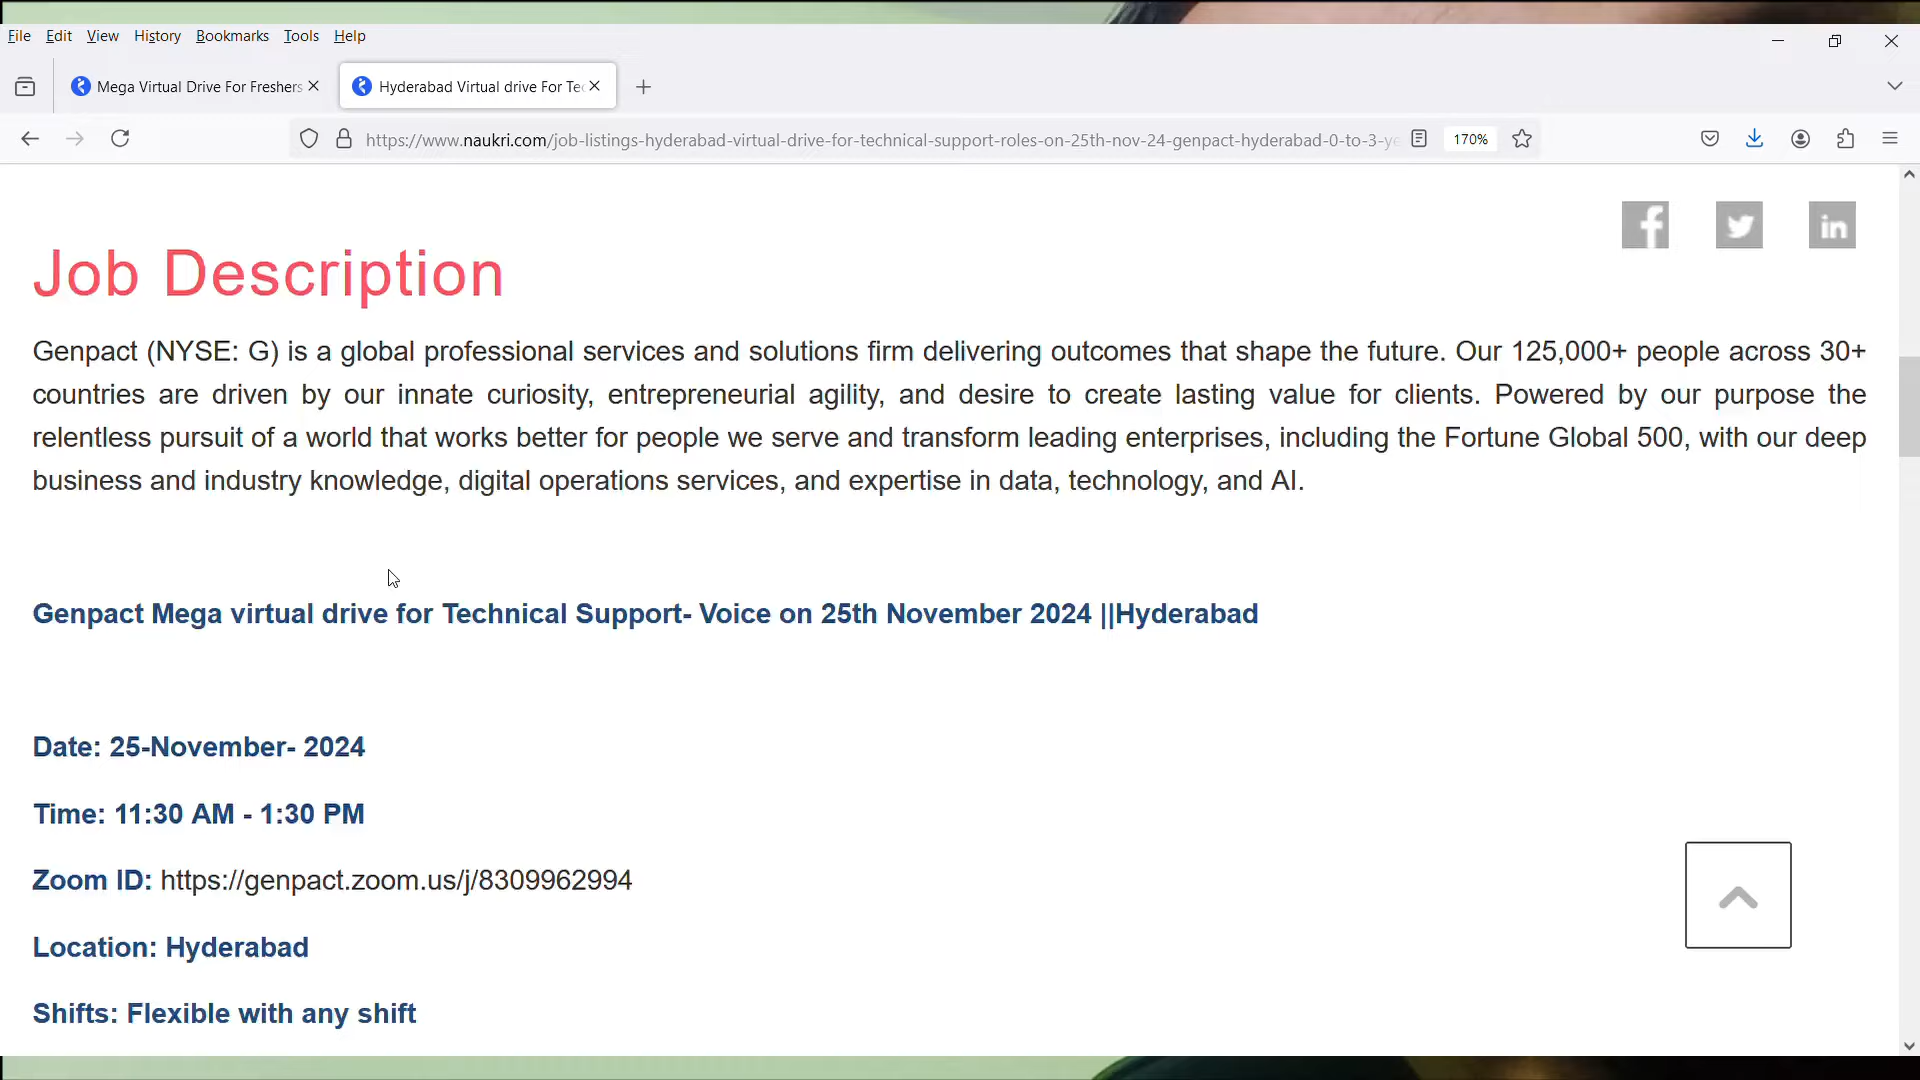 File Edit View History Bookmarks Tools Help
Mega Virtual Drive For Freshers
Hyderabad Virtual drive For Tec
https://www.naukri.com/job-listings-hyderabad-virtual-drive-for-technical-support-roles-on-25th-nov-24-genpact-hyderabad-0-to-3-ye
170%
Job Description
Genpact (NYSE: G) is a global professional services and solutions firm delivering outcomes that shape the future. Our 125,000+ people across 30+
countries are driven by our innate curiosity, entrepreneurial agility, and desire to create lasting value for clients. Powered by our purpose the
relentless pursuit of a world that works better for people we serve and transform leading enterprises, including the Fortune Global 500, with our deep
business and industry knowledge, digital operations services, and expertise in data, technology, and AI.
Genpact Mega virtual drive for Technical Support- Voice on 25th November 2024 ||Hyderabad
Date: 25-November- 2024
Time: 11:30 AM - 1:30 PM
Zoom ID: https://genpact.zoom.us/j/8309962994
Location: Hyderabad
Shifts: Flexible with any shift